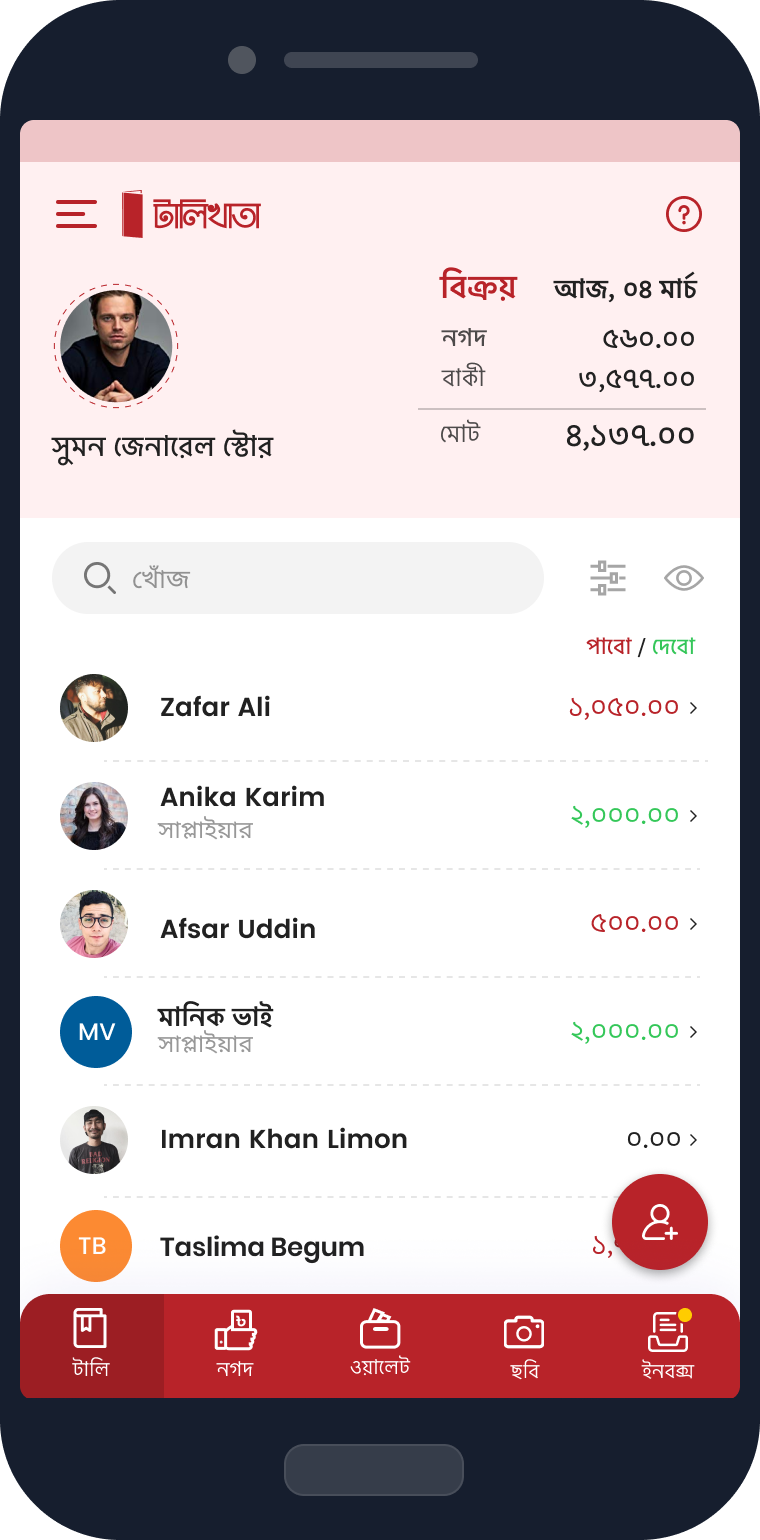 টালিখাতা
?
বিক্রয় আজ, ০৪ মার্চ
নগদ ৫৬০.০০
বাকী ৩,৫৭৭.০০
মোট ৪,১৩৭.০০
সুমন জেনারেল স্টোর
খোঁজ
পাবো / দেবো
Zafar Ali ১,০৫০.০০
Anika Karim ২,০০০.০০
সাপ্লাইয়ার
Afsar Uddin ৫০০.০০
MV মানিক ভাই ২,০০০.০০
সাপ্লাইয়ার
Imran Khan Limon ০.০০
TB Taslima Begum
টালি নগদ ওয়ালেট ছবি ইনবক্স